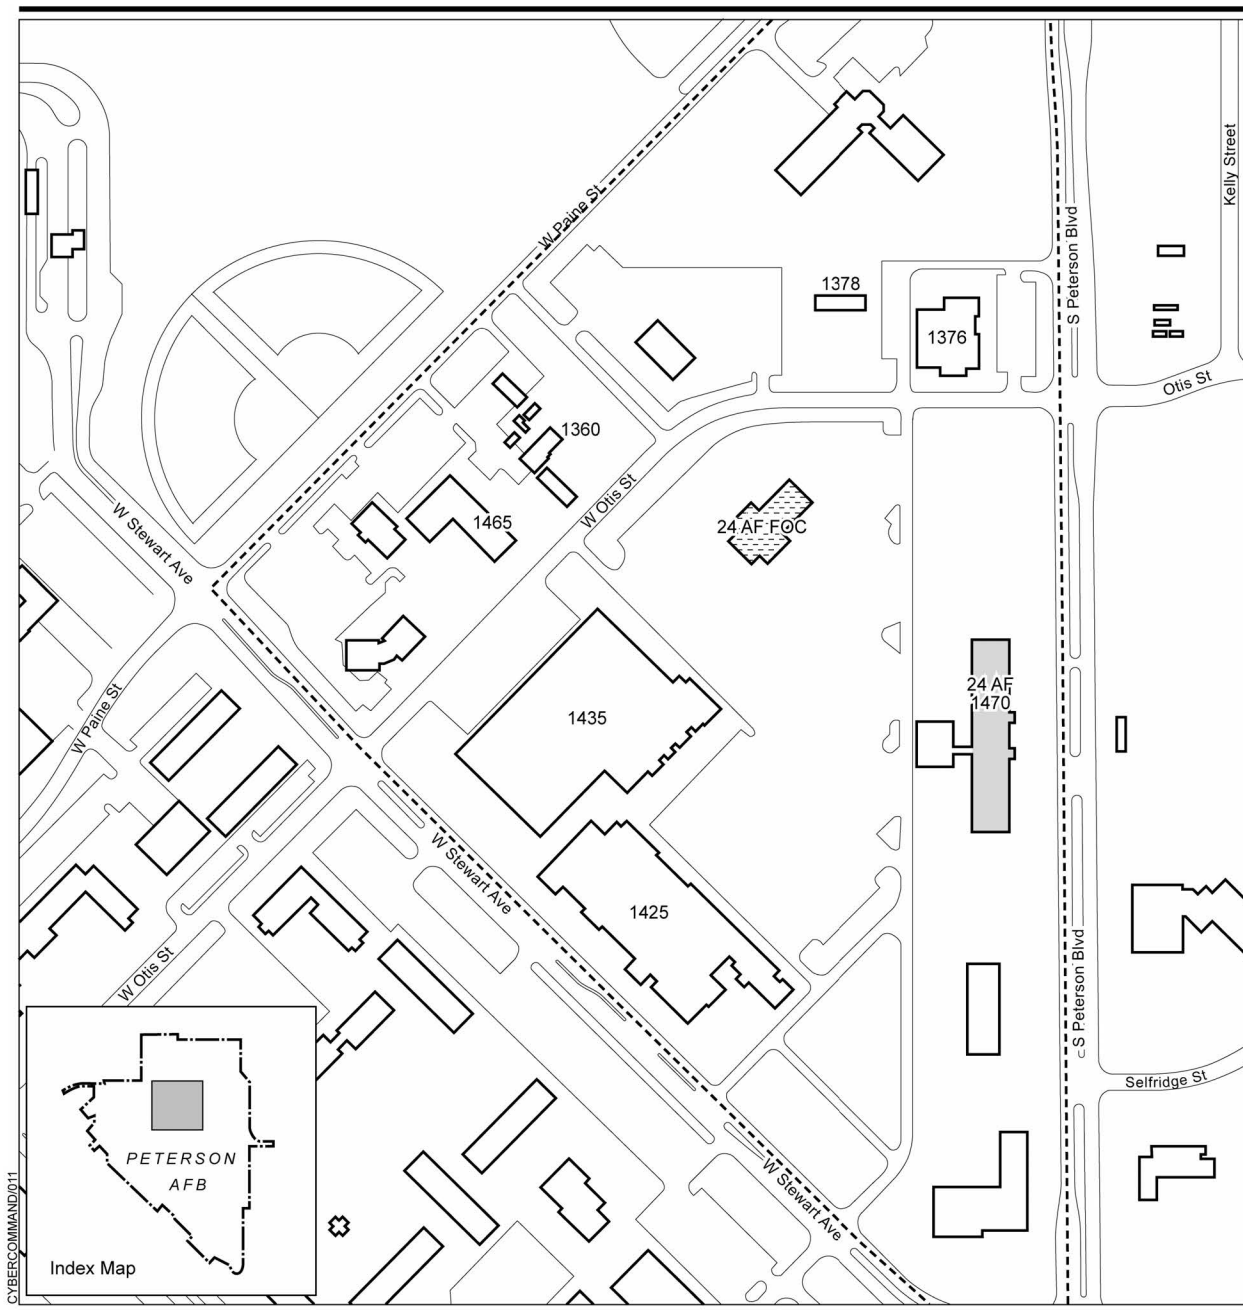 Kelly Street
S Peterson Blvd
W Paine St
1378
1376
Otis St
1360
W Otis St
1465
24 AF FOC
W Stewart Ave
24 AF
1470
1435
W Paine St
W Stewart Ave
1425
S Peterson Blvd
W Otis St
Selfridge St
PETERSON
AFB
W Stewart Ave
Index Map
CYBERCOMMAND/011